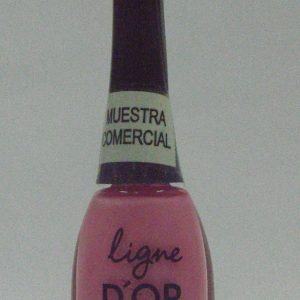 MUESTRA
COMERCIAL
ligne
D'OR